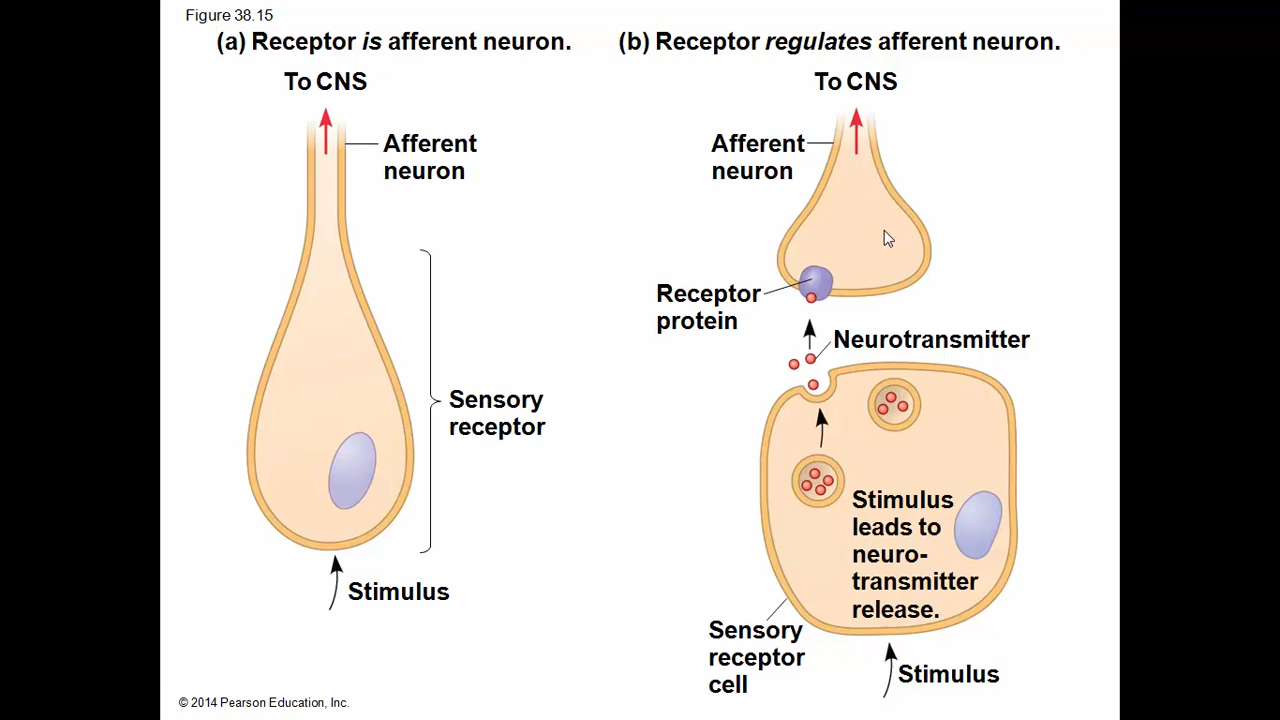 Figure 38.15
(a) Receptor is afferent neuron.
To CNS
Afferent
neuron
Sensory
receptor
Stimulus
(b) Receptor regulates afferent neuron.
To CNS
Afferent
neuron
Receptor
protein
Neurotransmitter
Stimulus
leads to
neuro-
transmitter
release.
Sensory
receptor
cell
Stimulus
© 2014 Pearson Education, Inc.